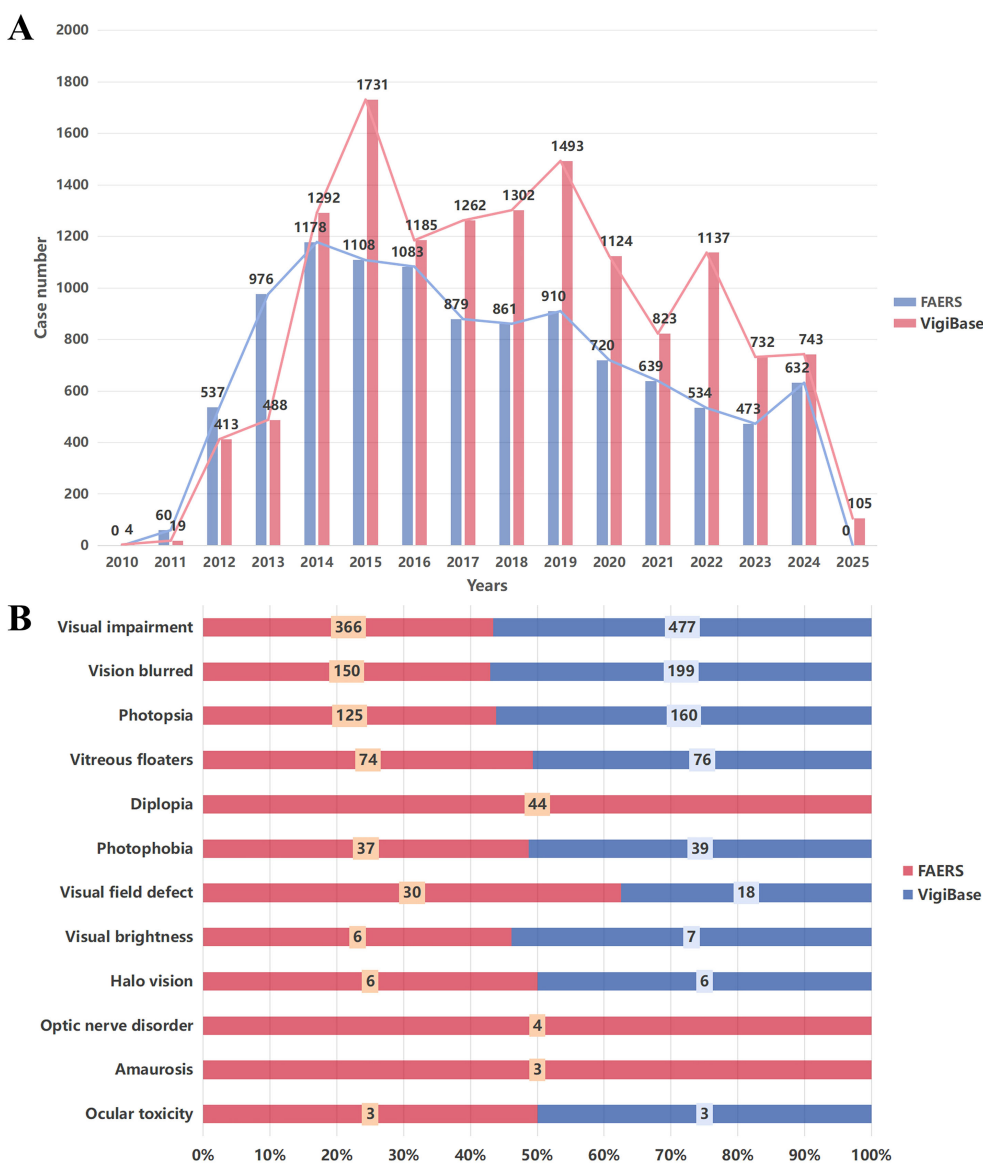 A
2000
1800
1600
1400
1200
1000
800
600
400
200
0
Case number
0 4
60 19
537 413
976 488
1178 1292
1108 1731
1083 1185
879 1262
861 1302
910 1493
720 1124
639 823
534 1137
473 732
632 743
0 105
2010 2011 2012 2013 2014 2015 2016 2017 2018 2019 2020 2021 2022 2023 2024 2025
Years
FAERS
VigiBase
B
Visual impairment 366 477
Vision blurred 150 199
Photopsia 125 160
Vitreous floaters 74 76
Diplopia 44
Photophobia 37 39
Visual field defect 30 18
Visual brightness 6 7
Halo vision 6 6
Optic nerve disorder 4
Amaurosis 3
Ocular toxicity 3 3
0% 10% 20% 30% 40% 50% 60% 70% 80% 90% 100%
FAERS
VigiBase